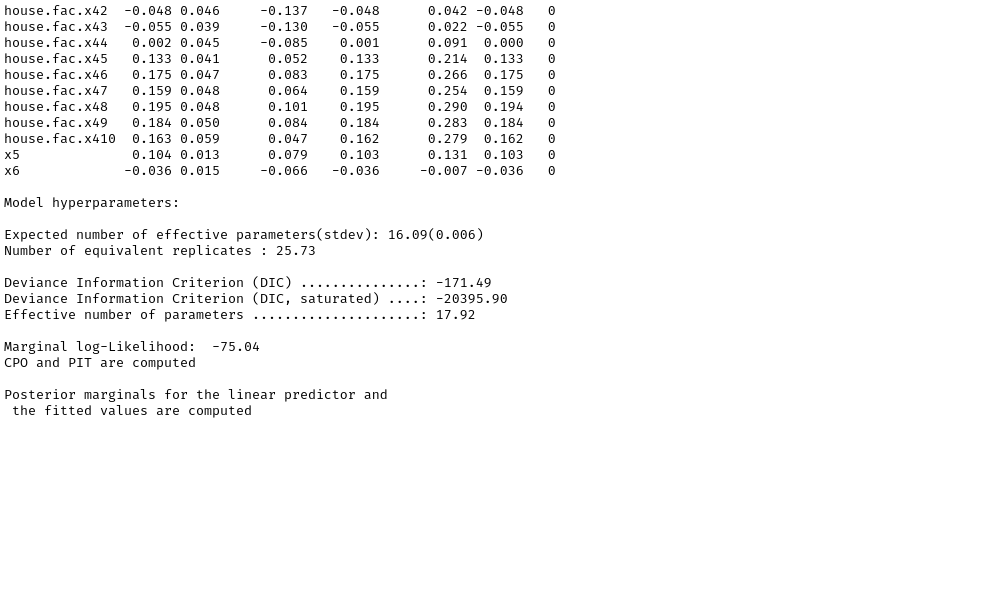 house.fac.x42  -0.048 0.046     -0.137   -0.048      0.042 -0.048   0
house.fac.x43  -0.055 0.039     -0.130   -0.055      0.022 -0.055   0
house.fac.x44   0.002 0.045     -0.085    0.001      0.091  0.000   0
house.fac.x45   0.133 0.041      0.052    0.133      0.214  0.133   0
house.fac.x46   0.175 0.047      0.083    0.175      0.266  0.175   0
house.fac.x47   0.159 0.048      0.064    0.159      0.254  0.159   0
house.fac.x48   0.195 0.048      0.101    0.195      0.290  0.194   0
house.fac.x49   0.184 0.050      0.084    0.184      0.283  0.184   0
house.fac.x410  0.163 0.059      0.047    0.162      0.279  0.162   0
x5              0.104 0.013      0.079    0.103      0.131  0.103   0
x6             -0.036 0.015     -0.066   -0.036     -0.007 -0.036   0
Model hyperparameters:
Expected number of effective parameters(stdev): 16.09(0.006)
Number of equivalent replicates : 25.73
Deviance Information Criterion (DIC) ...............: -171.49
Deviance Information Criterion (DIC, saturated) ....: -20395.90
Effective number of parameters .....................: 17.92
Marginal log-Likelihood:  -75.04
CPO and PIT are computed
Posterior marginals for the linear predictor and
 the fitted values are computed